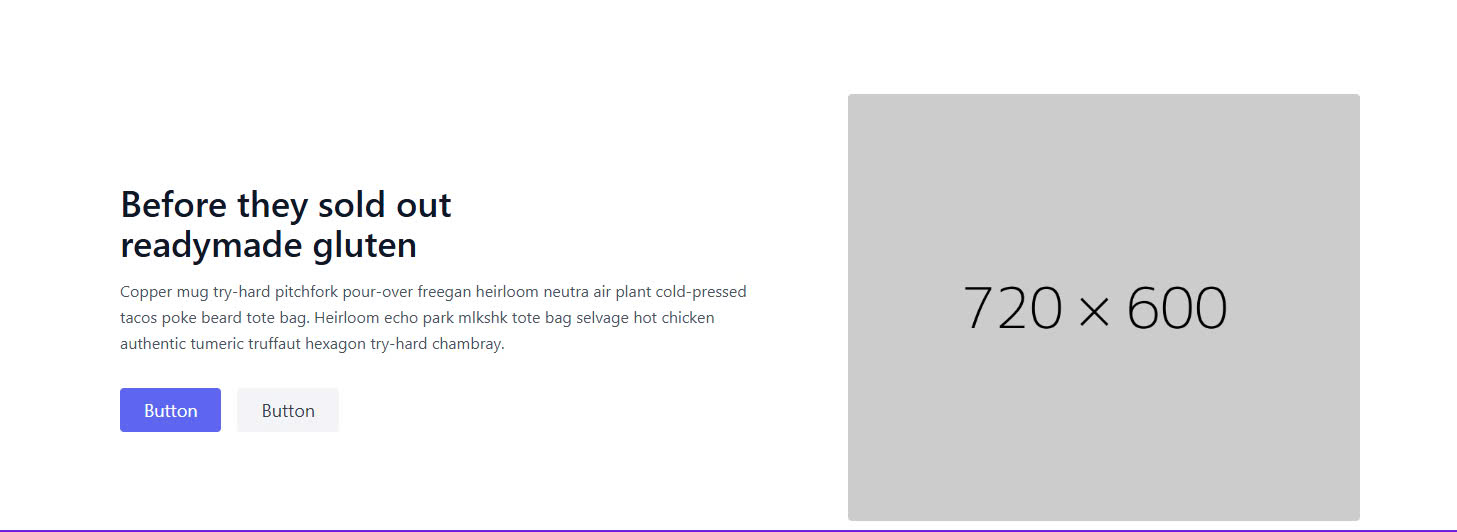 Before they sold out
readymade gluten
Copper mug try-hard pitchfork pour-over freegan heirloom neutra air plant cold-pressed
tacos poke beard tote bag. Heirloom echo park mlkshk tote bag selvage hot chicken
authentic tumeric truffaut hexagon try-hard chambray.
Button Button
720 × 600